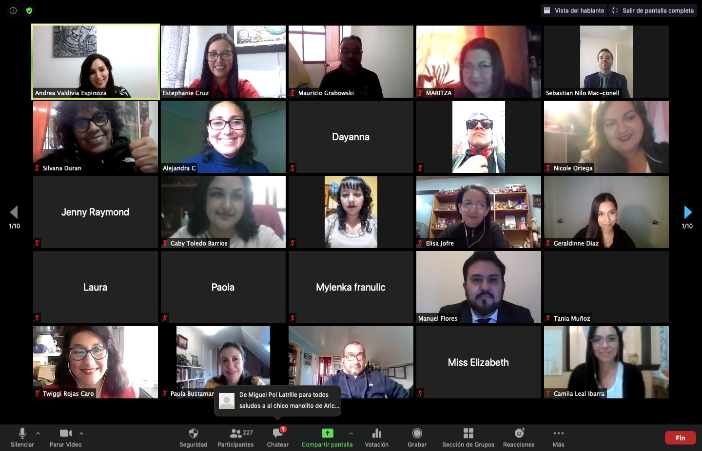 Vista del hablante
Salir de pantalla completa
Andrea Valdivia Espinoza
Estephanie Cruz
Mauricio Grabowski
MARITZA
Sebastian Nilo Mac-conell
Silvana Duran
Alejandra C
Dayanna
Nicole Ortega
Jenny Raymond
Gaby Toledo Barrios
Elisa Jofre
Geraldinne Diaz
1/10
1/10
Laura
Paola
Mylenka franulic
Manuel Flores
Tania Muñoz
Twiggi Rojas Caro
Paula Bustaman
Miss Elizabeth
Camila Leal Ibarra
De Miguel Pol Latrille para todos
saludos a al chico manolito de Aric...
Silenciar
Parar Video
Seguridad
Participantes
227
Chatear
1
Compartir pantalla
Votación
Grabar
Sección de Grupos
Reacciones
Más
Fin